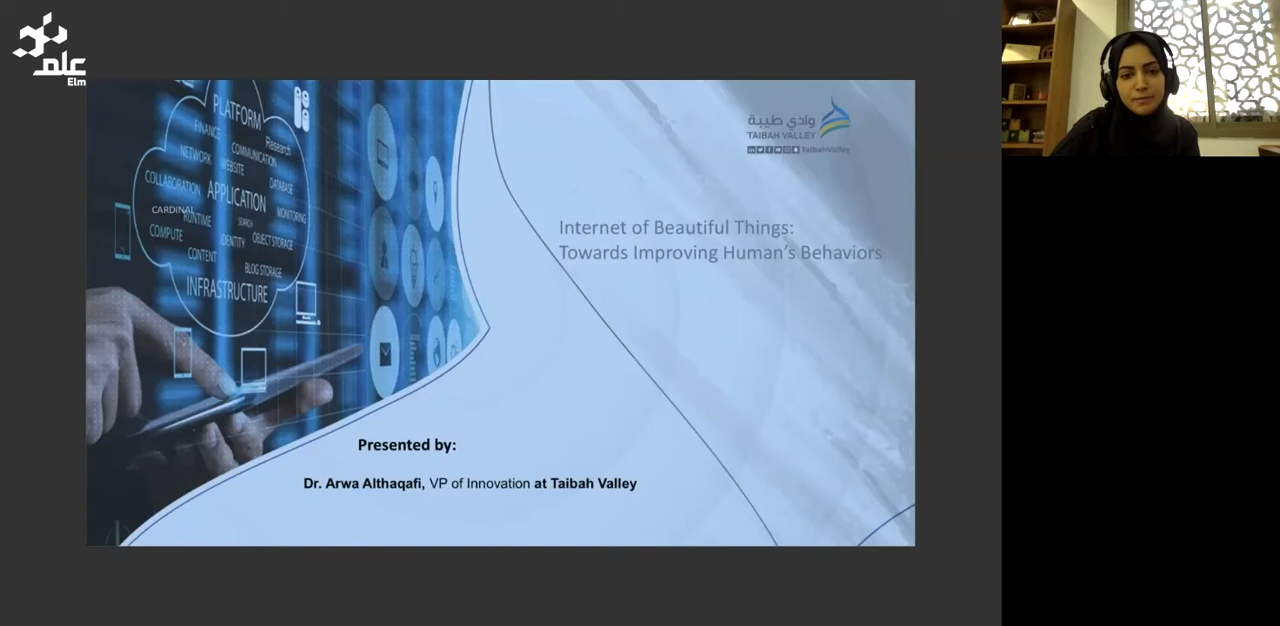 علم
Elm
PLATFORM
FINANCE
Research
NETWORK
COMMUNICATION
WEBSITE
COLLABORATION
APPLICATION
DATABASE
CARDINAL
RUNTIME
SEARCH
MONITORING
COMPUTE
IDENTITY
OBJECT STORAGE
CONTENT
BLOG STORAGE
INFRASTRUCTURE
وادي طيبة
TAIBAH VALLEY
TaibahValley
Internet of Beautiful Things:
Towards Improving Human's Behaviors
Presented by:
Dr. Arwa Althaqafi, VP of Innovation at Taibah Valley